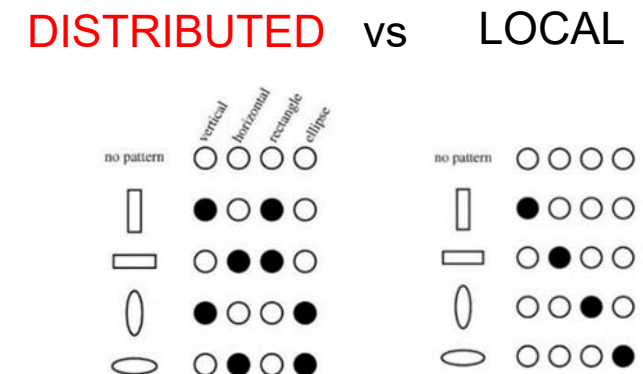 DISTRIBUTED vs LOCAL
vertical
horizontal
rectangle
ellipse
no pattern
no pattern